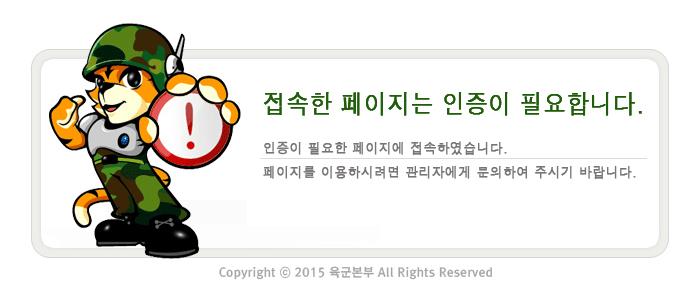 접속한 페이지는 인증이 필요합니다.
인증이 필요한 페이지에 접속하였습니다.
페이지를 이용하시려면 관리자에게 문의하여 주시기 바랍니다.
Copyright ⓒ 2015 육군본부 All Rights Reserved